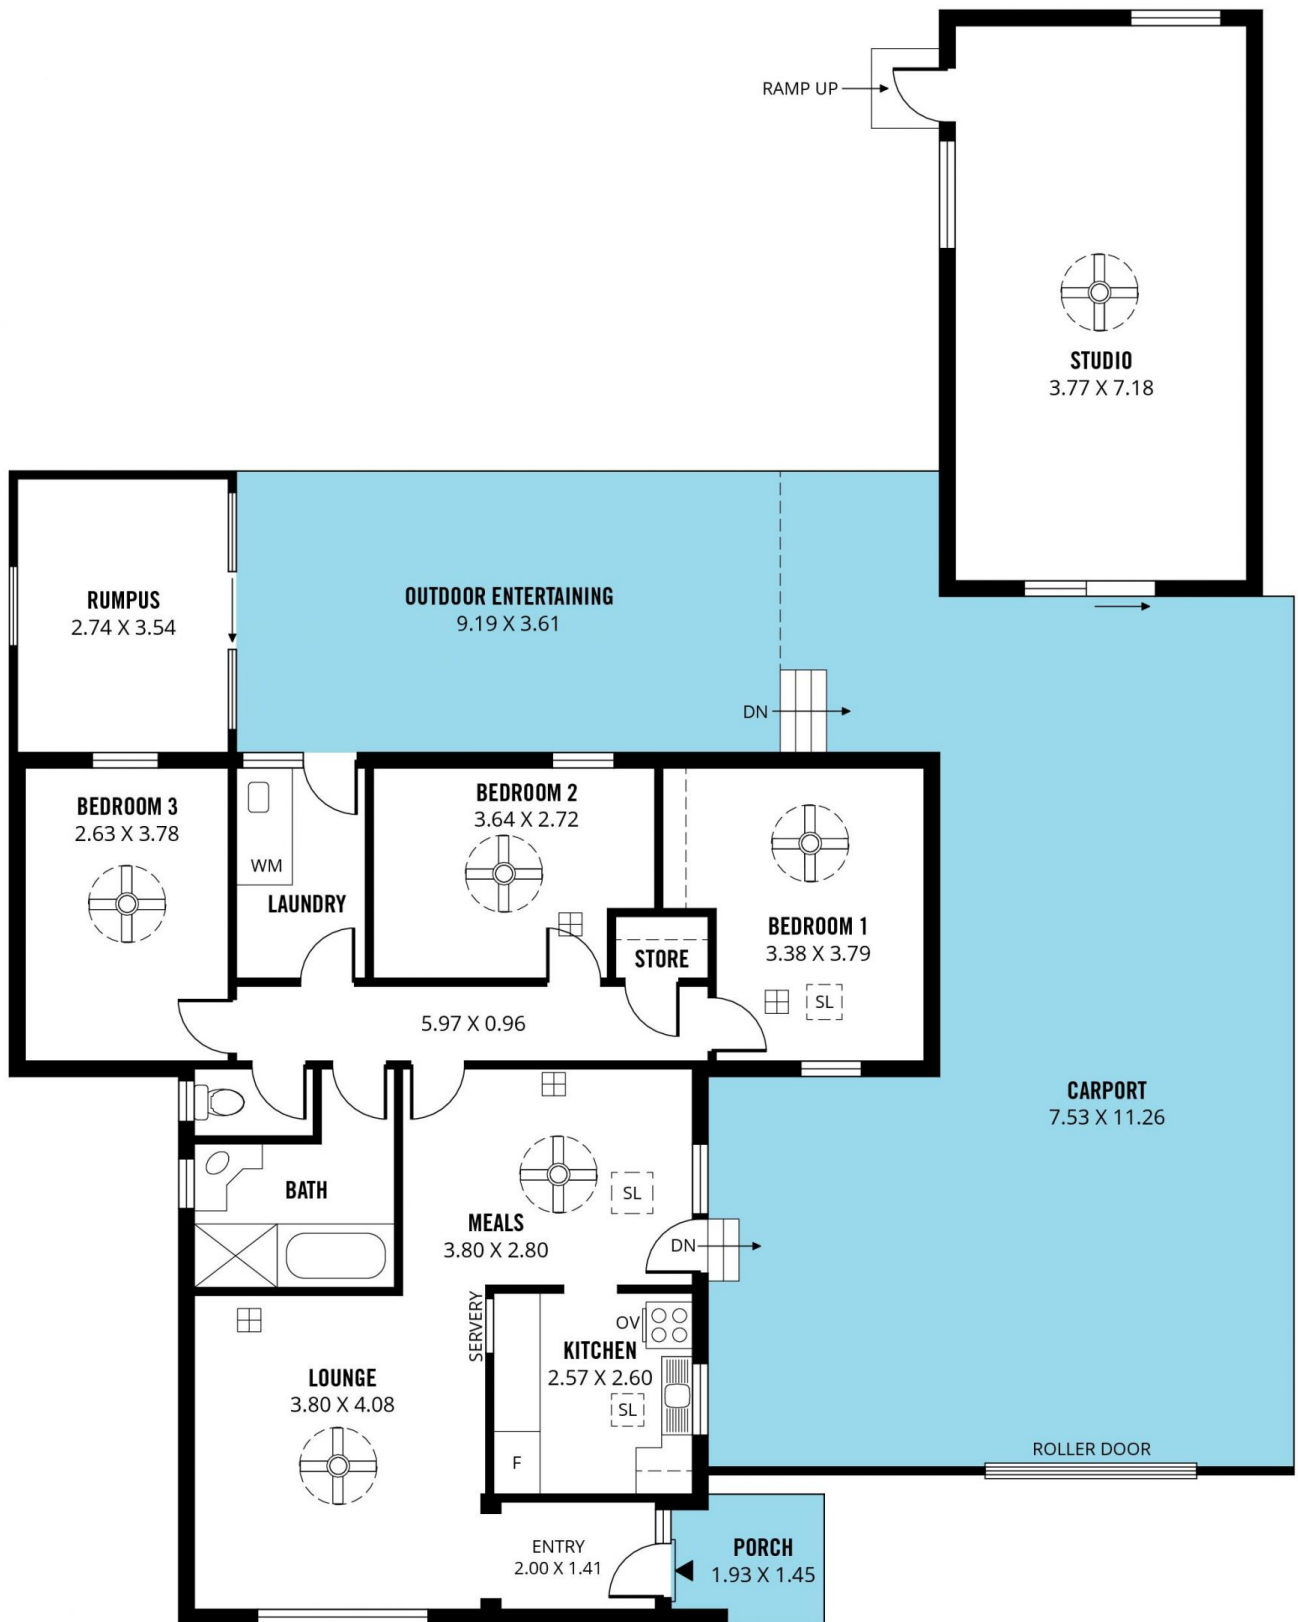 RAMP UP
STUDIO
3.77 X 7.18
RUMPUS
2.74 X 3.54
OUTDOOR ENTERTAINING
9.19 X 3.61
DN
BEDROOM 3
2.63 X 3.78
WM
LAUNDRY
BEDROOM 2
3.64 X 2.72
STORE
BEDROOM 1
3.38 X 3.79
SL
5.97 X 0.96
CARPORT
7.53 X 11.26
BATH
MEALS
3.80 X 2.80
SL
DN
SERVERY
OV
KITCHEN
2.57 X 2.60
SL
F
LOUNGE
3.80 X 4.08
ROLLER DOOR
ENTRY
2.00 X 1.41
PORCH
1.93 X 1.45